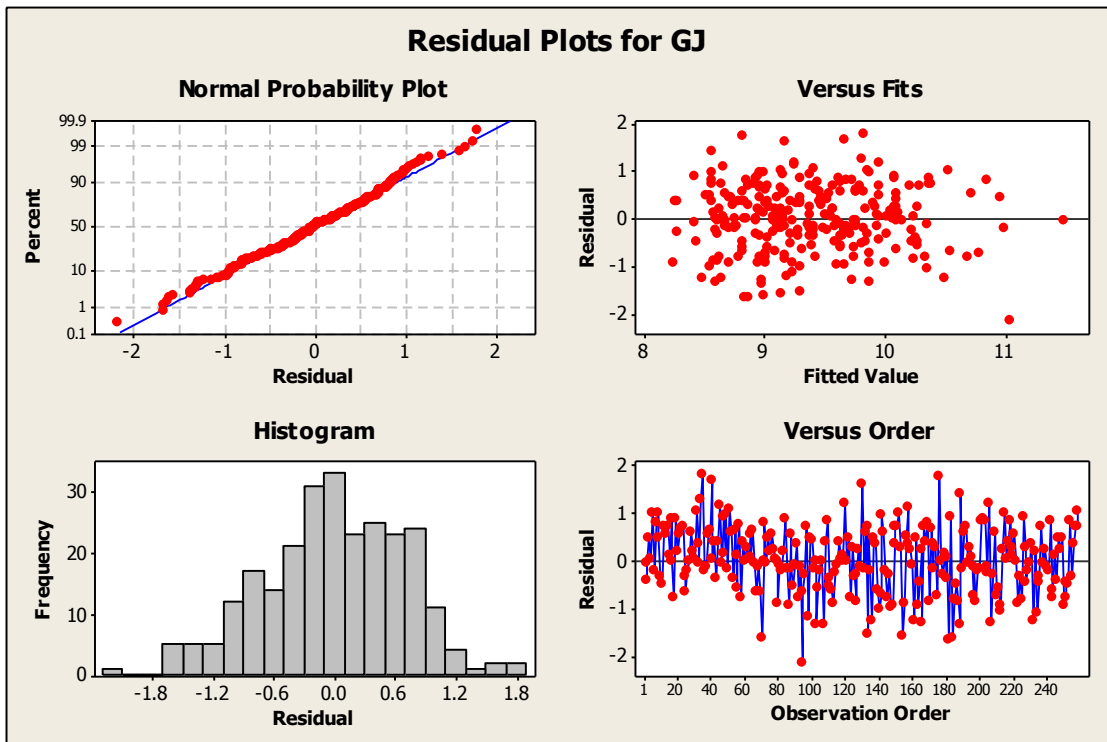 Residual Plots for GJ
Normal Probability Plot
99.9
99
90
50
10
1
0.1
Percent
-2 -1 0 1 2
Residual
Versus Fits
2
1
0
-1
-2
Residual
8 9 10 11
Fitted Value
Histogram
30
20
10
0
Frequency
-1.8 -1.2 -0.6 0.0 0.6 1.2 1.8
Residual
Versus Order
2
1
0
-1
-2
Residual
1 20 40 60 80 100 120 140 160 180 200 220 240
Observation Order